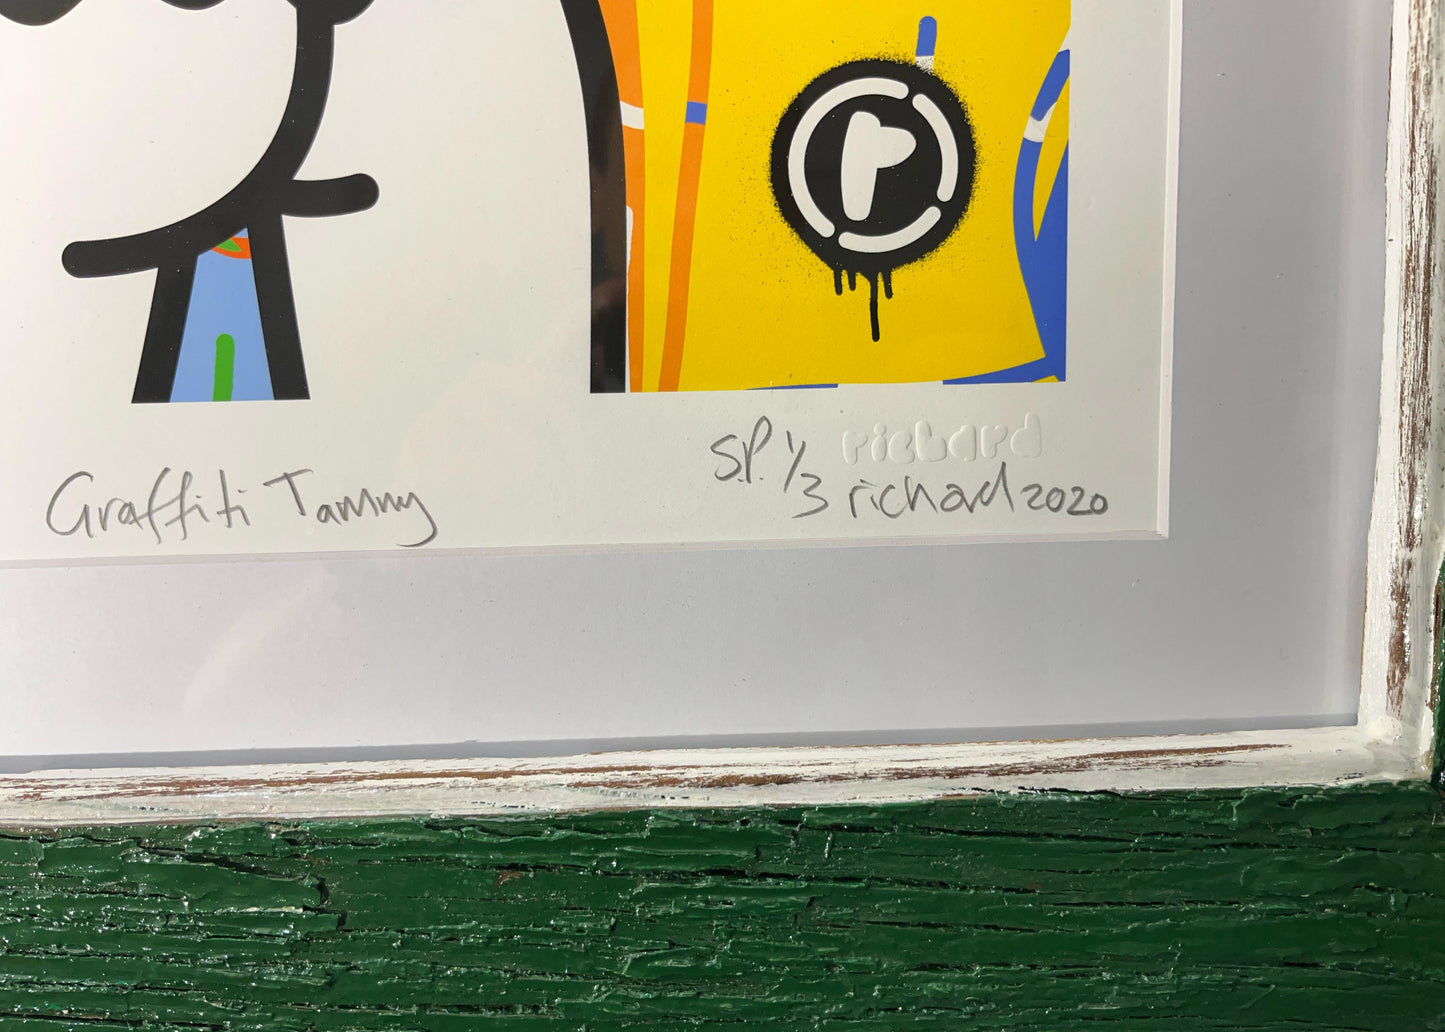 r
richard
Graffiti Tammy
S.P. 1/3 richard 2020